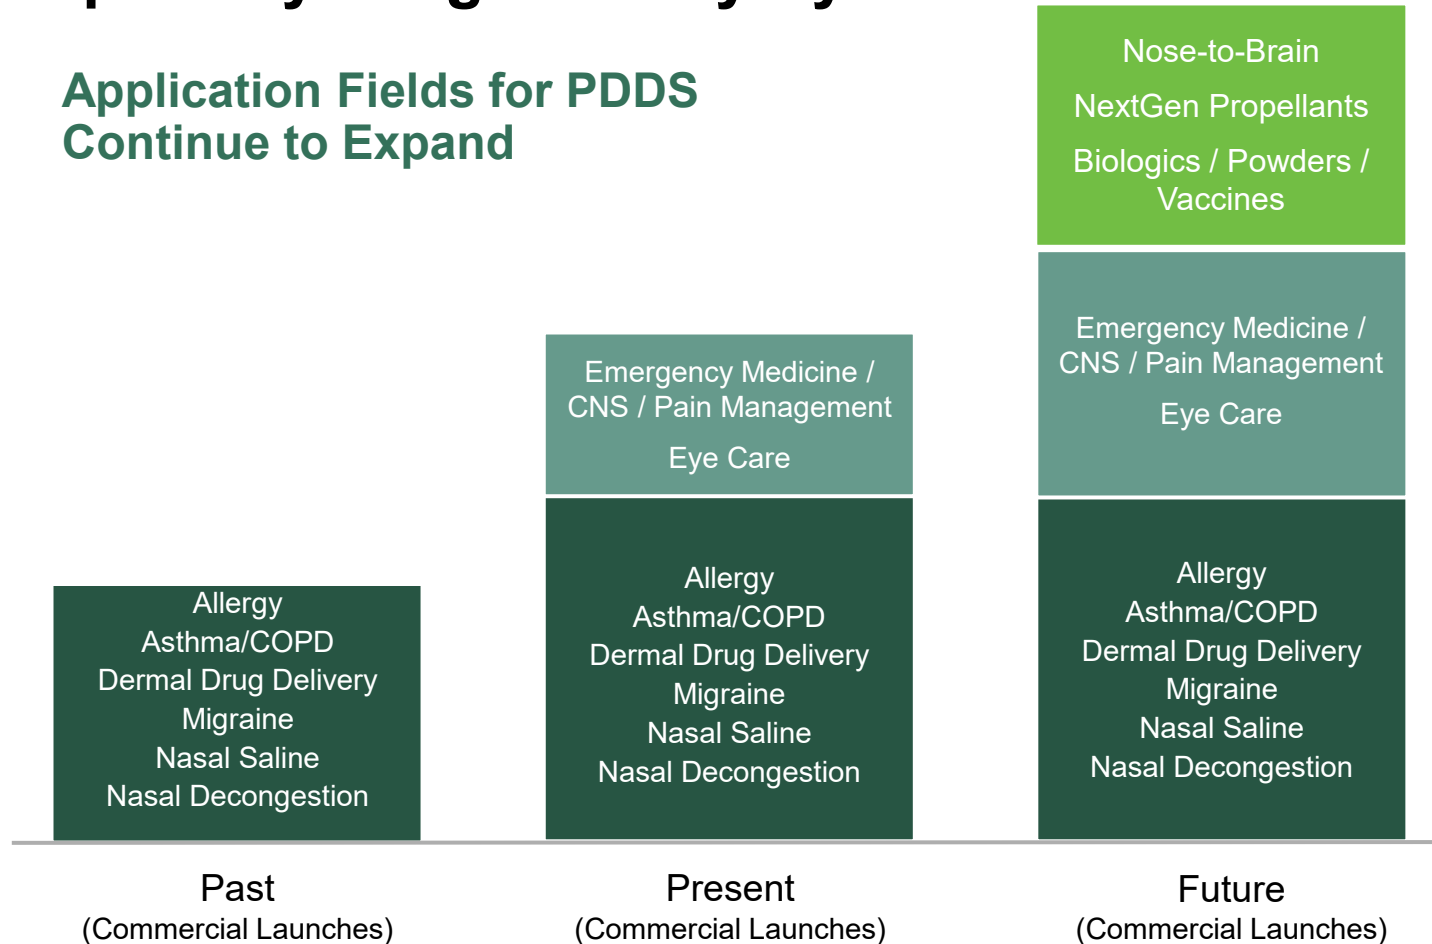 Application Fields for PDDS
Continue to Expand
Nose-to-Brain
NextGen Propellants
Biologics / Powders /
Vaccines
Emergency Medicine /
CNS / Pain Management
Eye Care
Emergency Medicine /
CNS / Pain Management
Eye Care
Allergy
Asthma/COPD
Dermal Drug Delivery
Migraine
Nasal Saline
Nasal Decongestion
Allergy
Asthma/COPD
Dermal Drug Delivery
Migraine
Nasal Saline
Nasal Decongestion
Allergy
Asthma/COPD
Dermal Drug Delivery
Migraine
Nasal Saline
Nasal Decongestion
Past
(Commercial Launches)
Present
(Commercial Launches)
Future
(Commercial Launches)